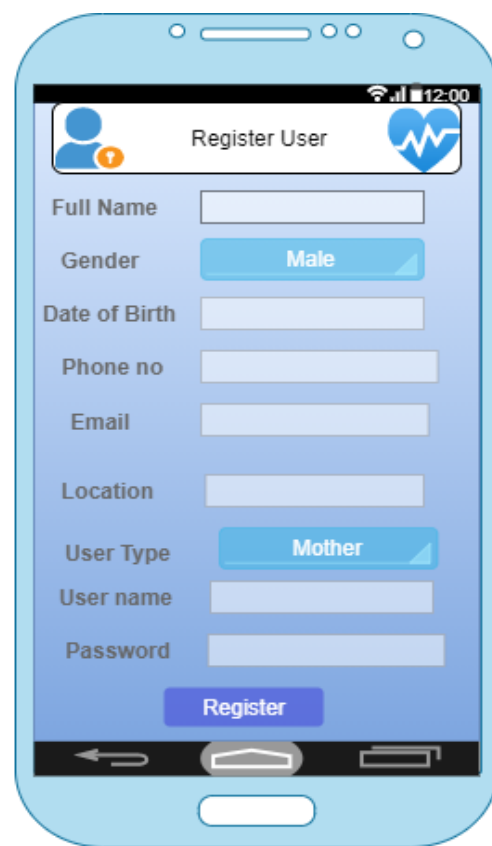 12:00
Register User
Full Name
Gender Male
Date of Birth
Phone no
Email
Location
User Type Mother
User name
Password
Register